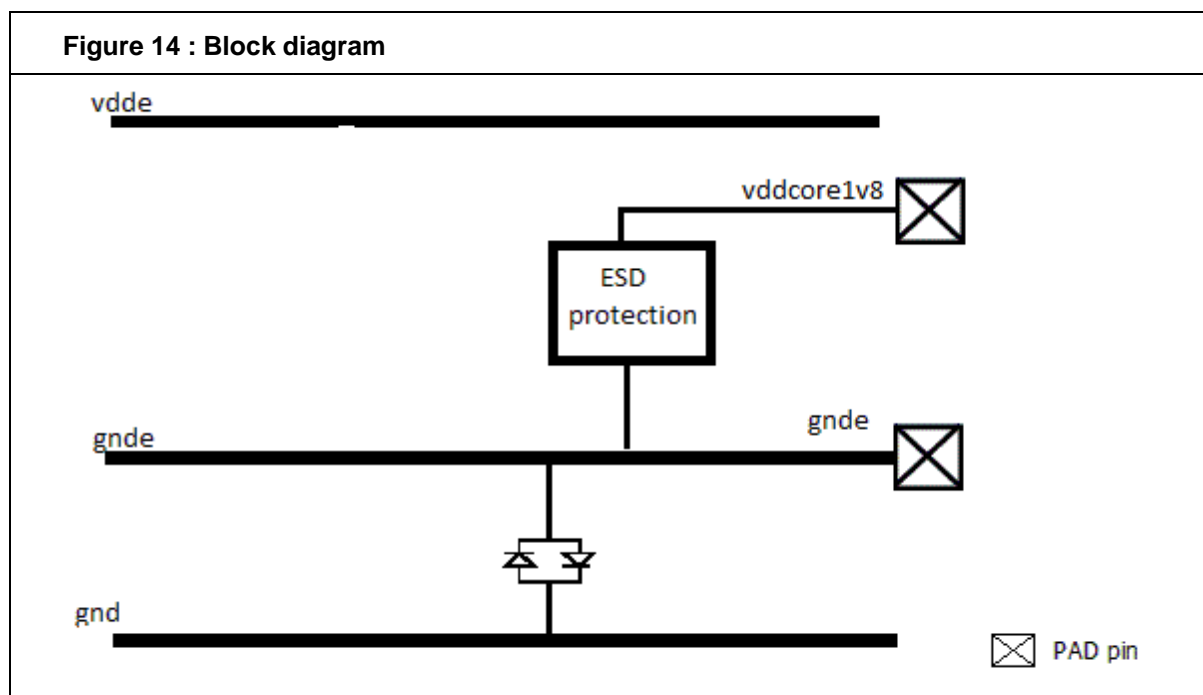 Figure 14 : Block diagram
vdde
vddcore1v8
ESD
protection
gnde
gnde
gnd
PAD pin